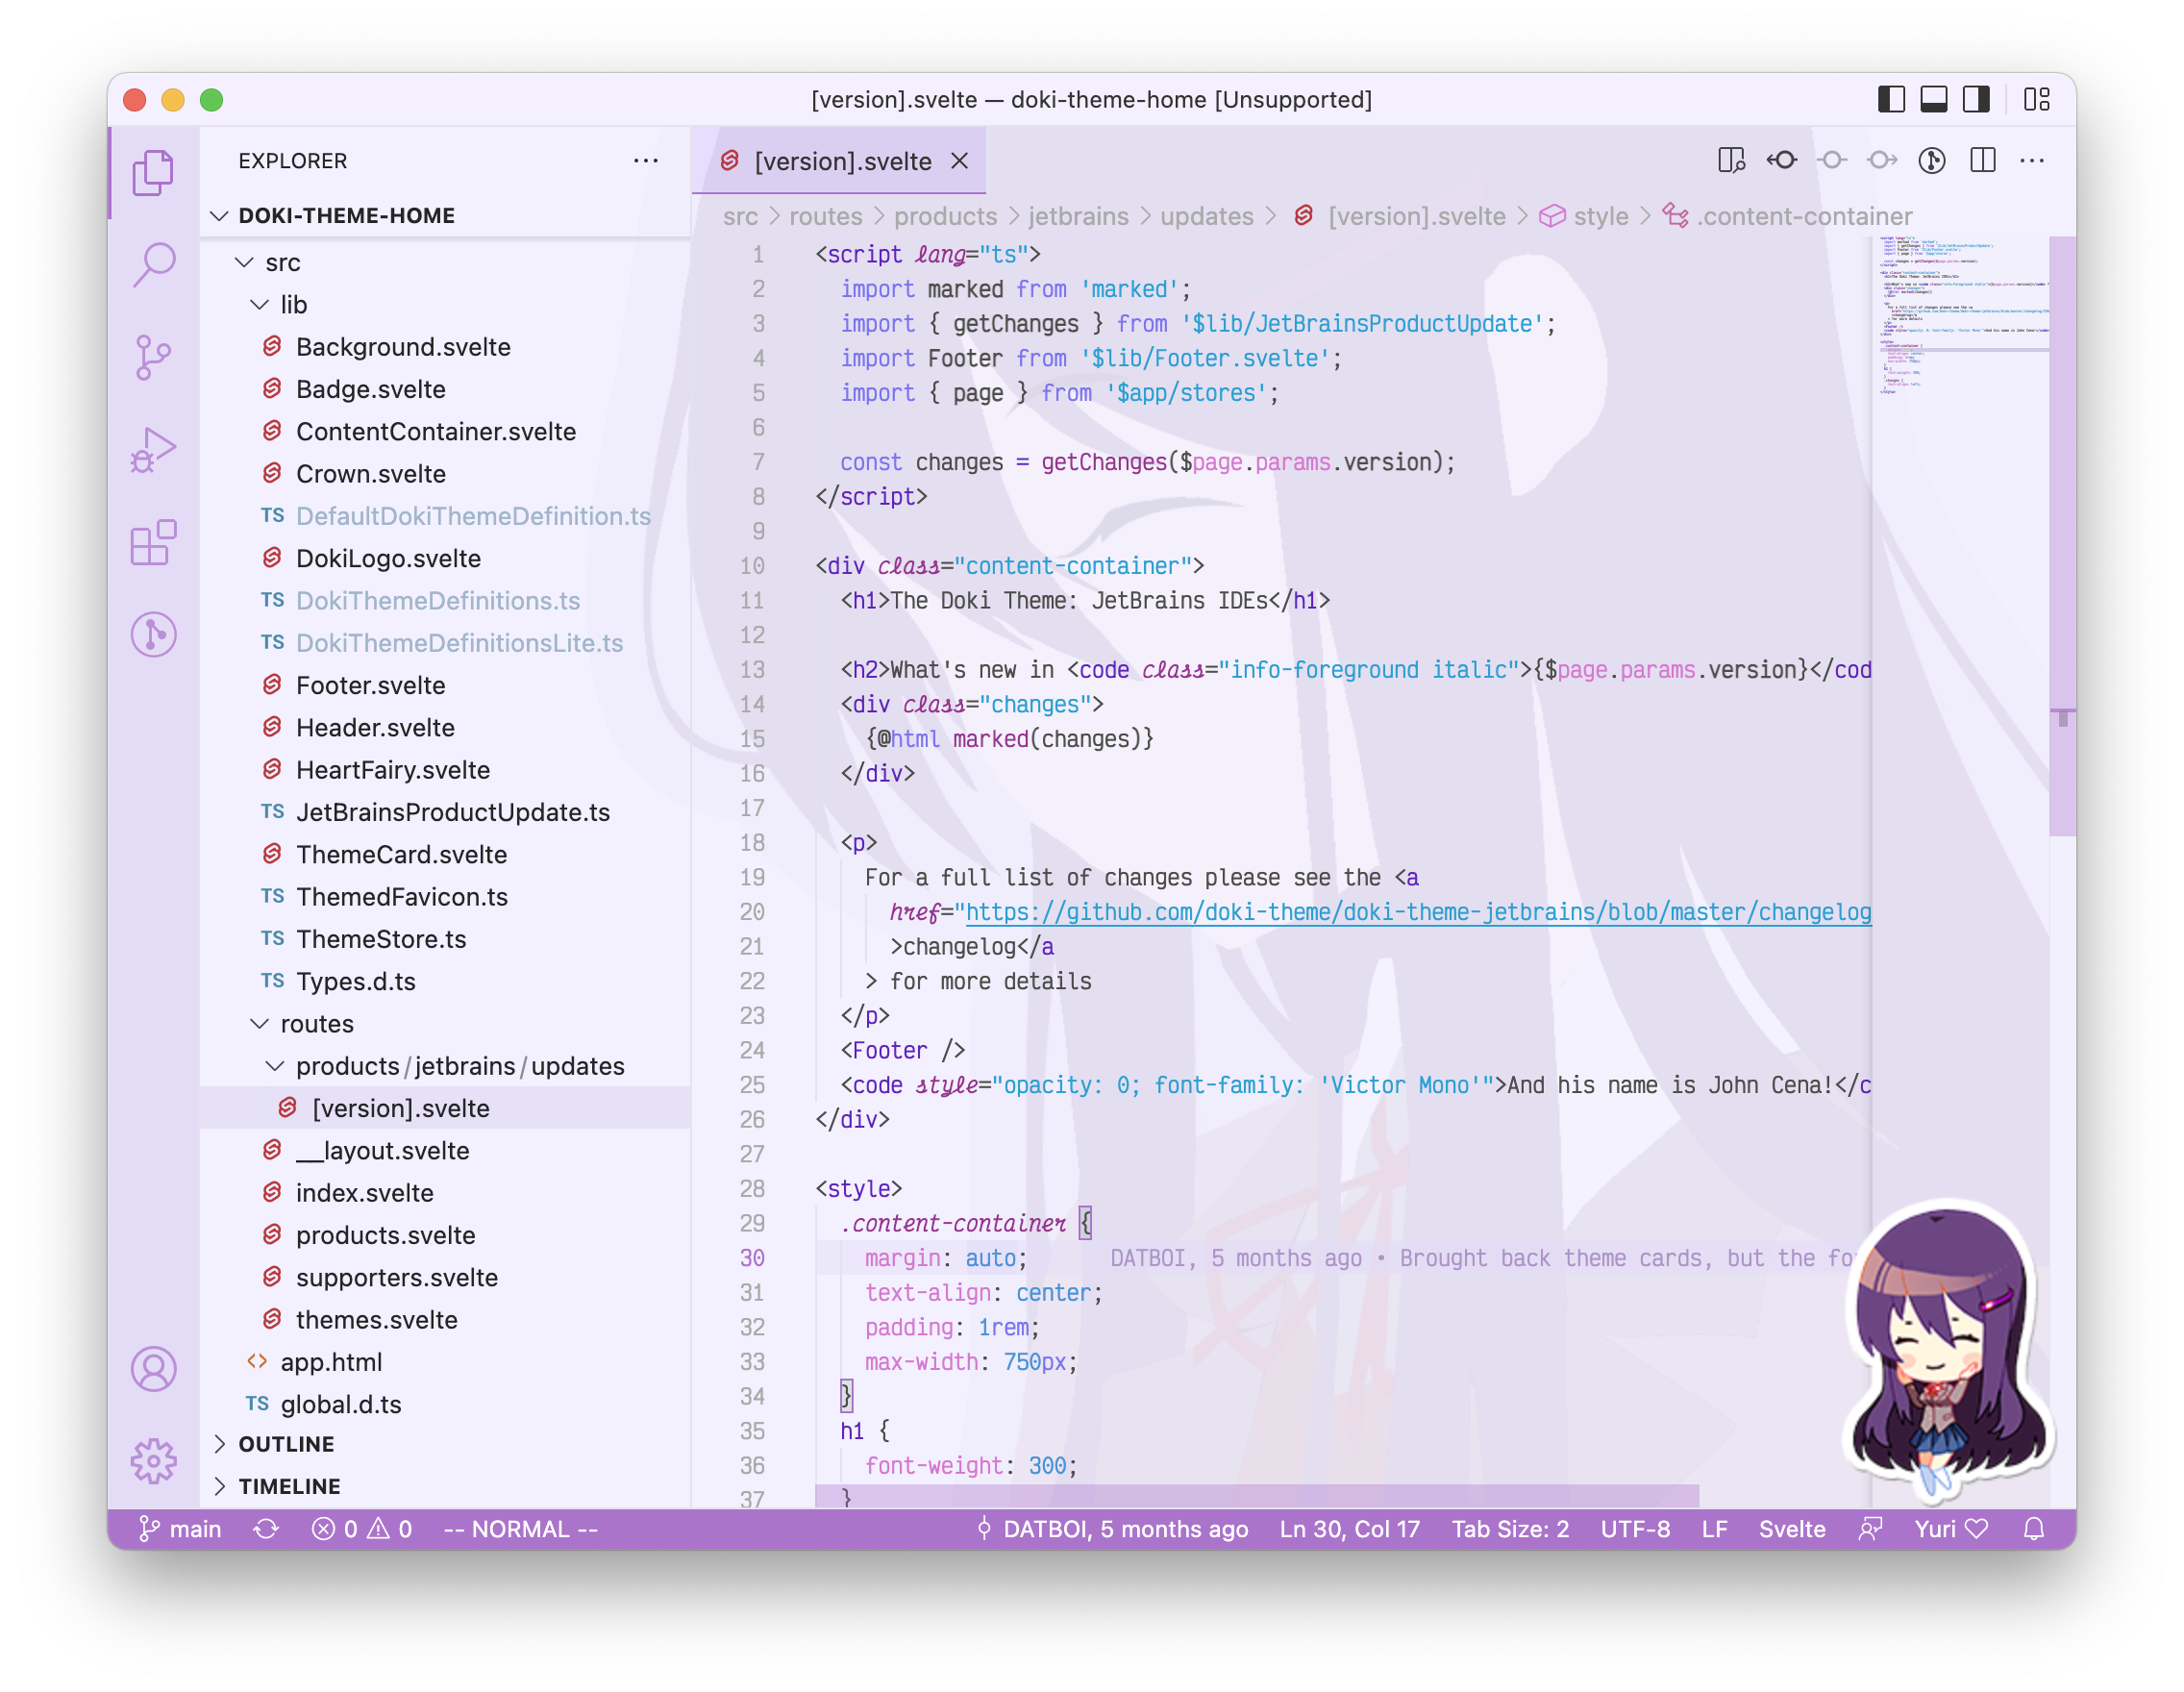 [version].svelte — doki-theme-home [Unsupported]
EXPLORER
DOKI-THEME-HOME
src
lib
Background.svelte
Badge.svelte
ContentContainer.svelte
Crown.svelte
TS DefaultDokiThemeDefinition.ts
DokiLogo.svelte
TS DokiThemeDefinitions.ts
TS DokiThemeDefinitionsLite.ts
Footer.svelte
Header.svelte
HeartFairy.svelte
TS JetBrainsProductUpdate.ts
ThemeCard.svelte
TS ThemedFavicon.ts
TS ThemeStore.ts
TS Types.d.ts
routes
products/jetbrains/updates
[version].svelte
__layout.svelte
index.svelte
products.svelte
supporters.svelte
themes.svelte
<> app.html
TS global.d.ts
OUTLINE
TIMELINE
[version].svelte
src > routes > products > jetbrains > updates > [version].svelte > style > .content-container
1 <script lang="ts">
2 import marked from 'marked';
3 import { getChanges } from '$lib/JetBrainsProductUpdate';
4 import Footer from '$lib/Footer.svelte';
5 import { page } from '$app/stores';
6
7 const changes = getChanges($page.params.version);
8 </script>
9
10 <div class="content-container">
11 <h1>The Doki Theme: JetBrains IDEs</h1>
12
13 <h2>What's new in <code class="info-foreground italic">{$page.params.version}</cod
14 <div class="changes">
15 {@html marked(changes)}
16 </div>
17
18 <p>
19 For a full list of changes please see the <a
20 href="https://github.com/doki-theme/doki-theme-jetbrains/blob/master/changelog
21 >changelog</a
22 > for more details
23 </p>
24 <Footer />
25 <code style="opacity: 0; font-family: 'Victor Mono'">And his name is John Cena!</c
26 </div>
27
28 <style>
29 .content-container {
30 margin: auto; DATBOI, 5 months ago • Brought back theme cards, but the fo
31 text-align: center;
32 padding: 1rem;
33 max-width: 750px;
34 }
35 h1 {
36 font-weight: 300;
37 }
main 0 0 -- NORMAL -- DATBOI, 5 months ago Ln 30, Col 17 Tab Size: 2 UTF-8 LF Svelte Yuri ♡